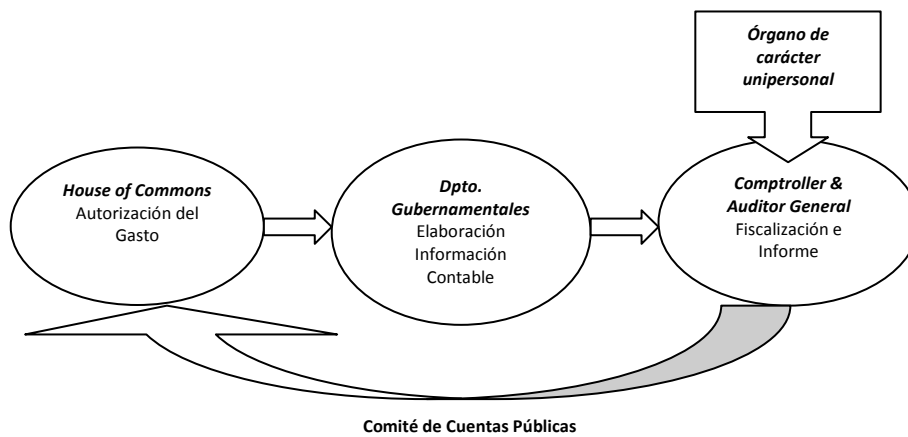 Órgano de
carácter
unipersonal
House of Commons
Autorización del
Gasto
Dpto.
Gubernamentales
Elaboración
Información
Contable
Comptroller &
Auditor General
Fiscalización e
Informe
Comité de Cuentas Públicas